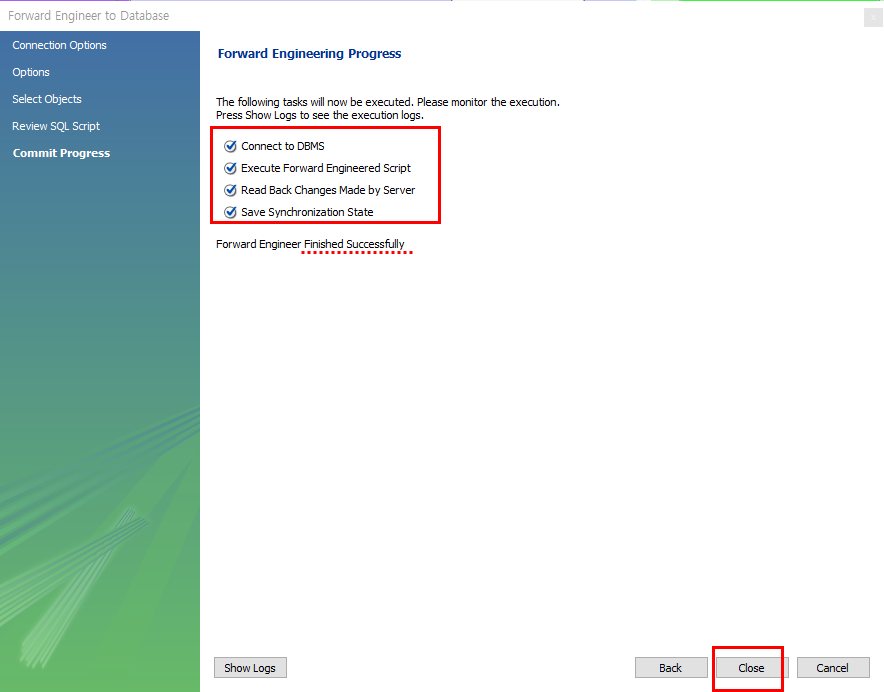 Forward Engineer to Database
Connection Options
Options
Select Objects
Review SQL Script
Commit Progress
Forward Engineering Progress
The following tasks will now be executed. Please monitor the execution.
Press Show Logs to see the execution logs.
Connect to DBMS
Execute Forward Engineered Script
Read Back Changes Made by Server
Save Synchronization State
Forward Engineer Finished Successfully
Show Logs
Back
Close
Cancel